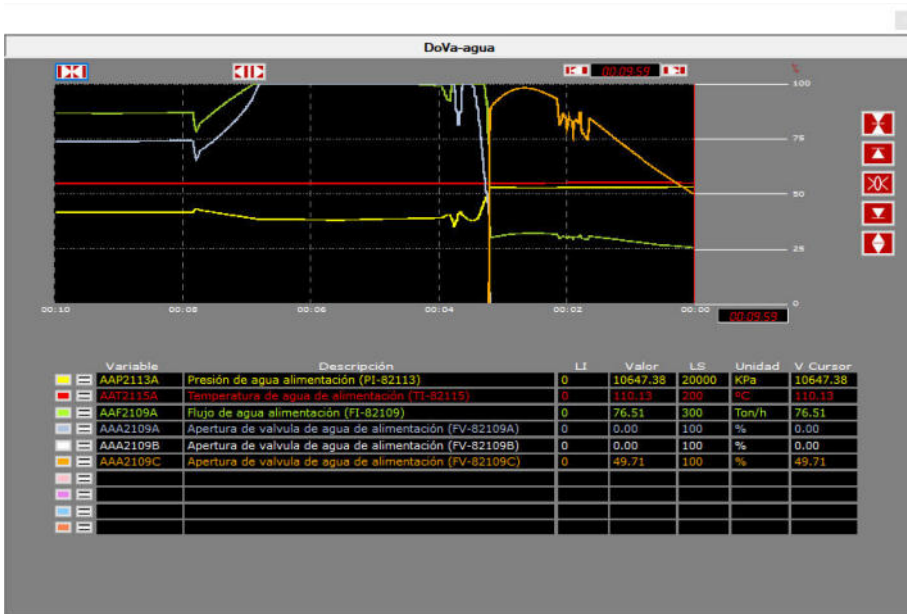 DoVa-agua
00:09:59
%
100
75
50
25
0
00:10 00:08 00:06 00:04 00:02 00:00
00:09:59
Variable Descripción LI Valor LS Unidad V Cursor
AAP2113A Presión de agua alimentación (PI-82113) 0 10647.38 20000 KPa 10647.38
AAT2115A Temperatura de agua de alimentación (TI-82115) 0 110.13 200 ºC 110.13
AAF2109A Flujo de agua alimentación (FI-82109) 0 76.51 300 Ton/h 76.51
AAA2109A Apertura de valvula de agua de alimentación (FV-82109A) 0 0.00 100 % 0.00
AAA2109B Apertura de valvula de agua de alimentación (FV-82109B) 0 0.00 100 % 0.00
AAA2109C Apertura de valvula de agua de alimentación (FV-82109C) 0 49.71 100 % 49.71